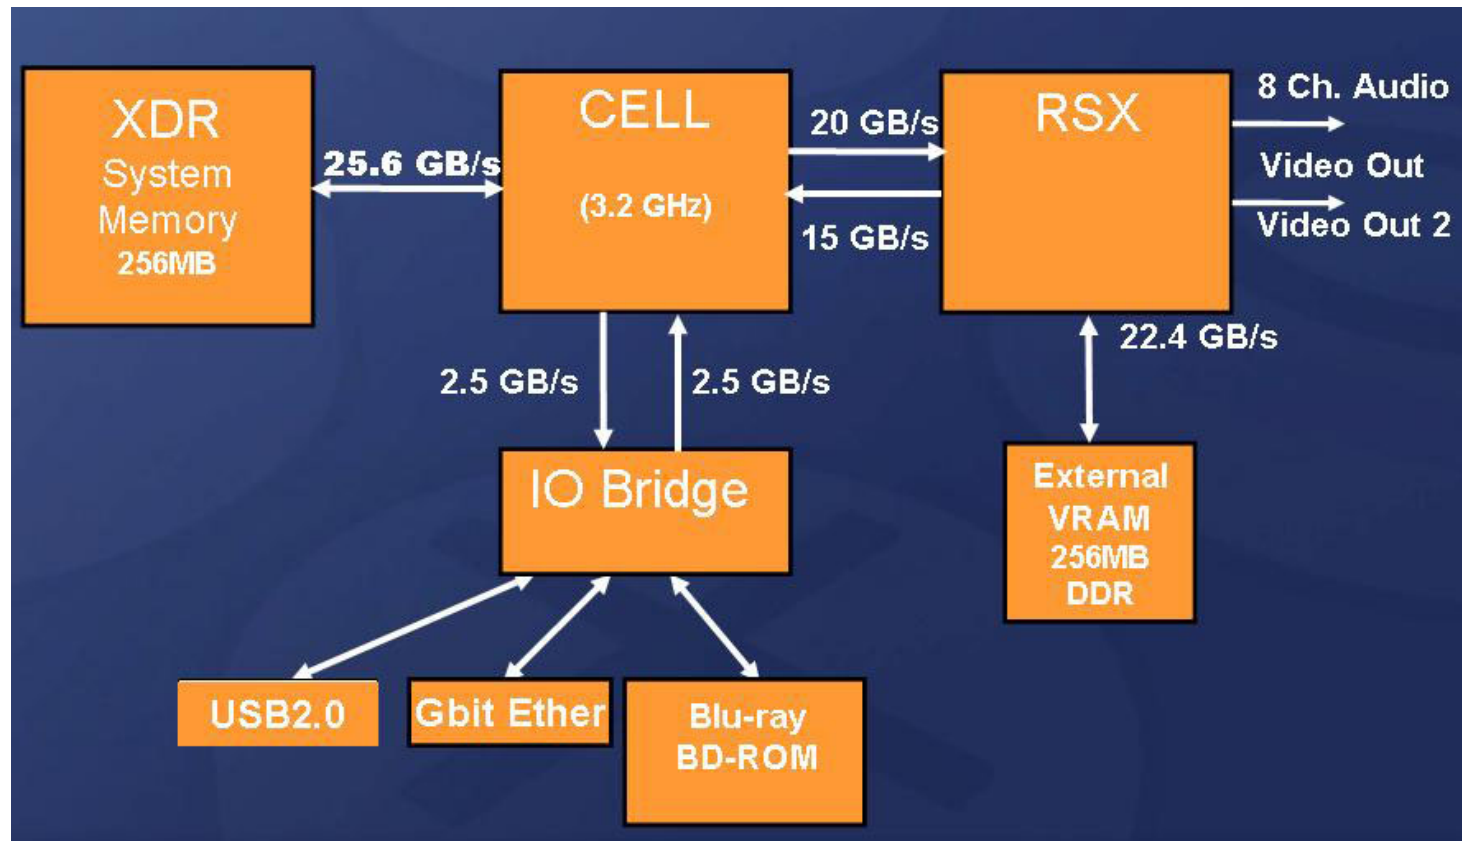 XDR
System
Memory
256MB
25.6 GB/s
CELL
(3.2 GHz)
20 GB/s
15 GB/s
RSX
8 Ch. Audio
Video Out
Video Out 2
2.5 GB/s
2.5 GB/s
22.4 GB/s
IO Bridge
External
VRAM
256MB
DDR
USB2.0
Gbit Ether
Blu-ray
BD-ROM